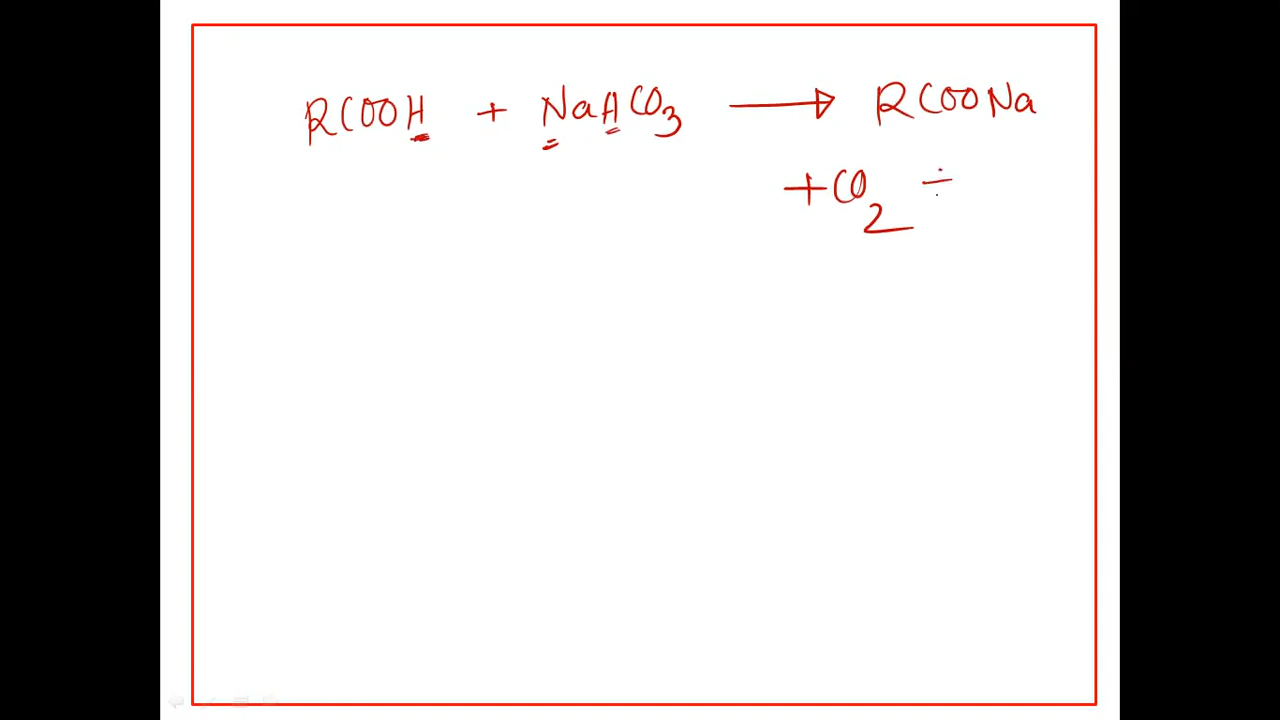 RCOOH + NaHCO₃ → RCOONa
+ CO₂